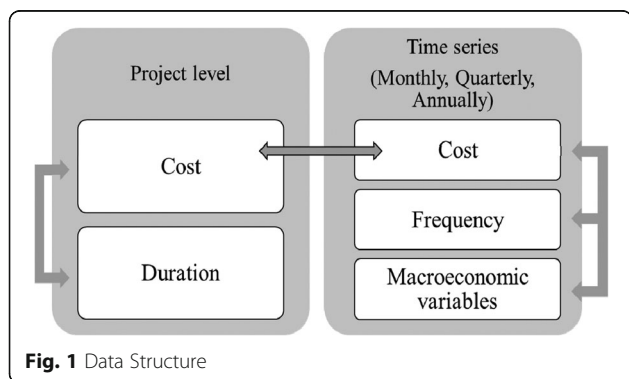 Project level
Cost
Duration
Time series
(Monthly, Quarterly,
Annually)
Cost
Frequency
Macroeconomic
variables
Fig. 1 Data Structure